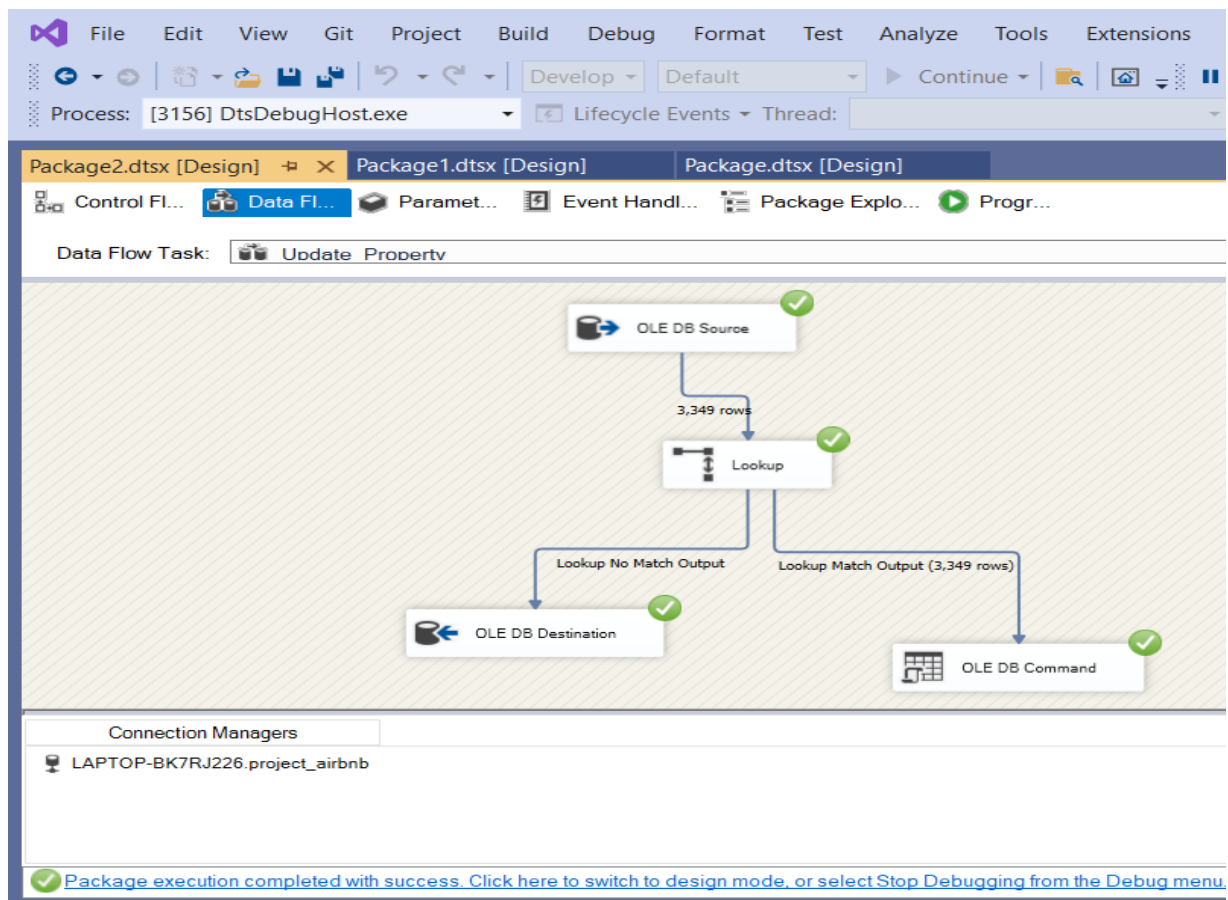 File Edit View Git Project Build Debug Format Test Analyze Tools Extensions
Develop Default Continue
Process: [3156] DtsDebugHost.exe Lifecycle Events Thread:
Package2.dtsx [Design] Package1.dtsx [Design] Package.dtsx [Design]
Control Fl... Data Fl... Paramet... Event Handl... Package Explo... Progr...
Data Flow Task: Update Property
OLE DB Source
3,349 rows
Lookup
Lookup No Match Output Lookup Match Output (3,349 rows)
OLE DB Destination
OLE DB Command
Connection Managers
LAPTOP-BK7RJ226.project_airbnb
Package execution completed with success. Click here to switch to design mode, or select Stop Debugging from the Debug menu.